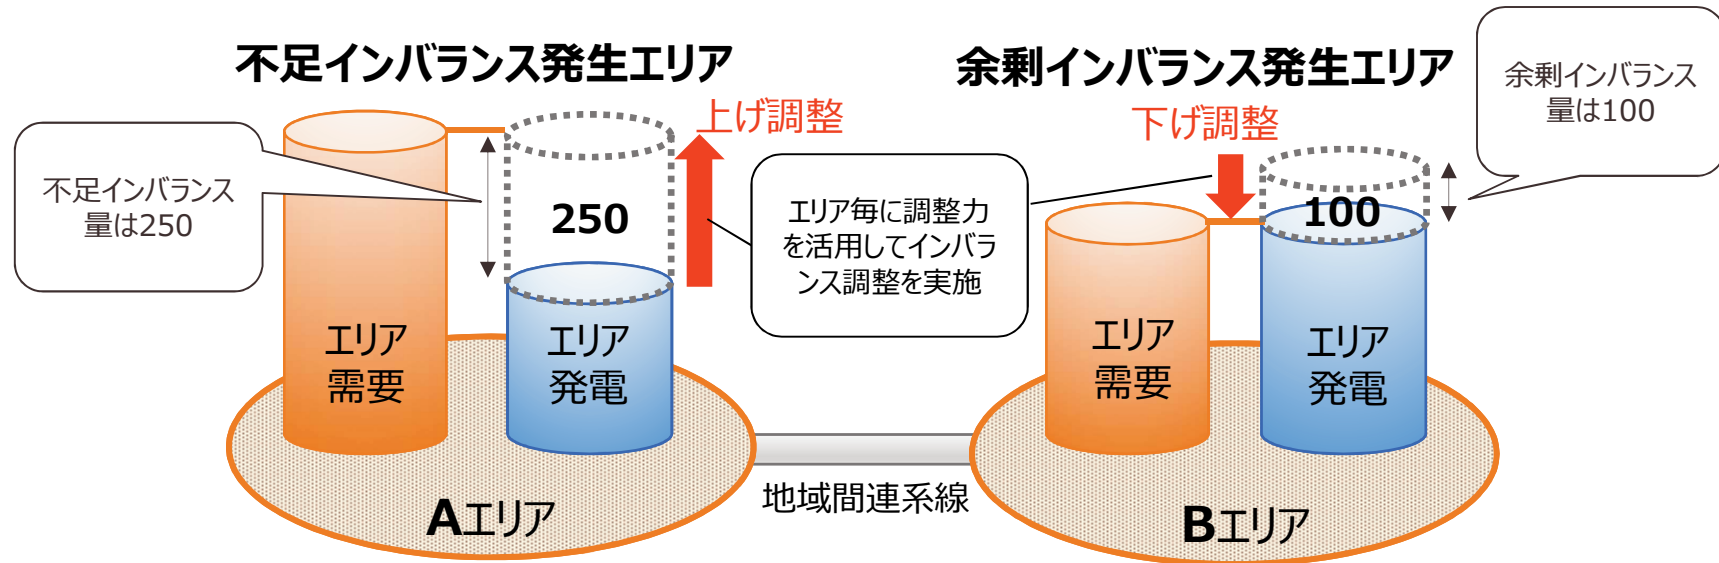 不足インバランス発生エリア
余剰インバランス発生エリア
余剰インバランス
量は100
上げ調整
下げ調整
不足インバランス
量は250
250
エリア毎に調整力
を活用してインバラ
ンス調整を実施
100
エリア
需要
エリア
発電
エリア
需要
エリア
発電
地域間連系線
Aエリア
Bエリア